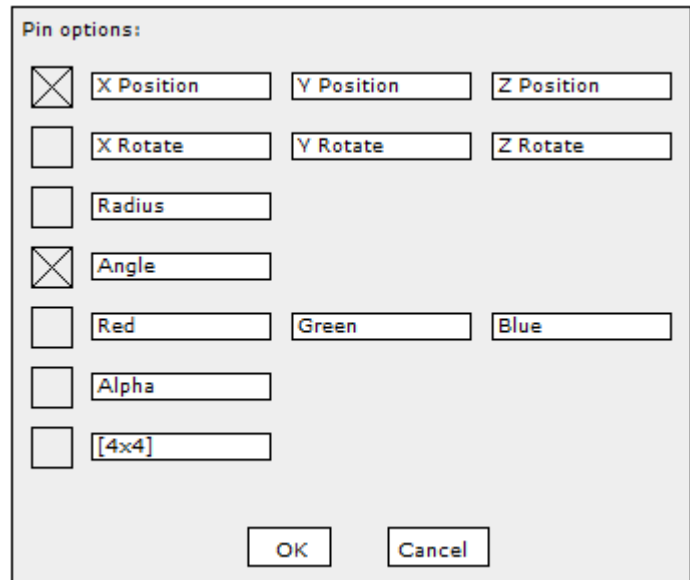 Pin options:
X Position Y Position Z Position
X Rotate Y Rotate Z Rotate
Radius
Angle
Red Green Blue
Alpha
[4x4]
OK Cancel